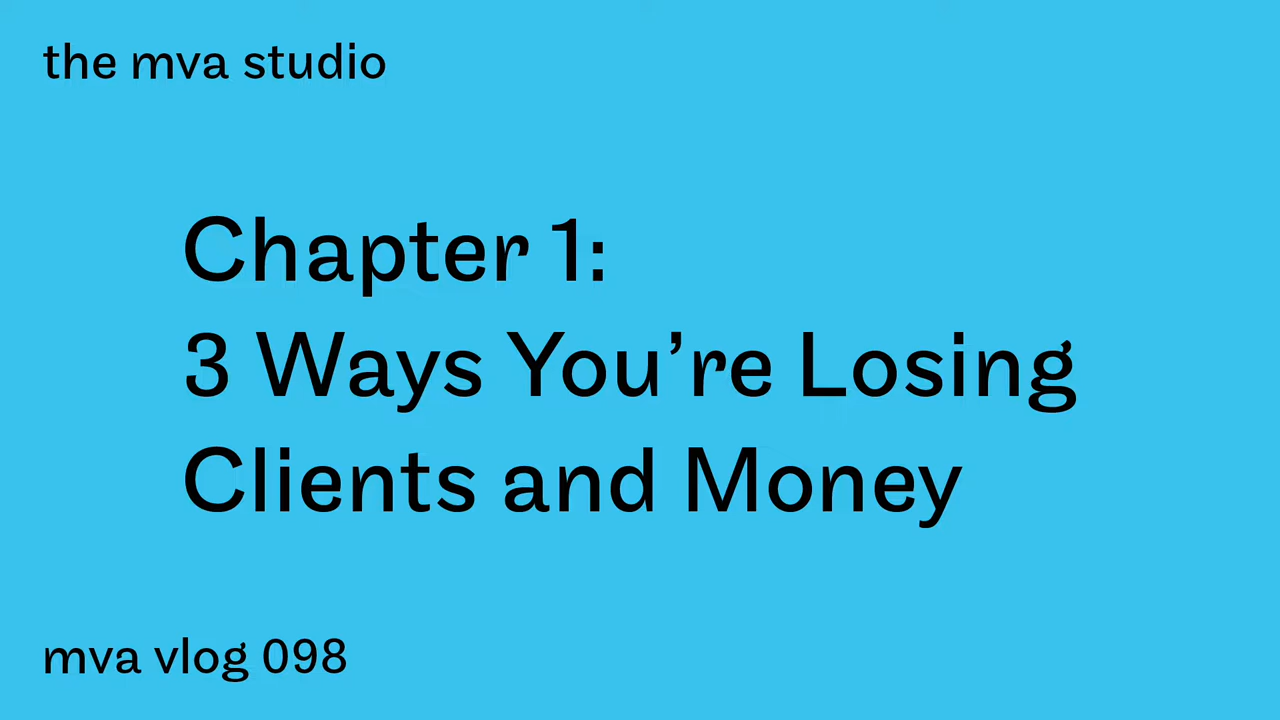 the mva studio
Chapter 1:
3 Ways You’re Losing
Clients and Money
mva vlog 098